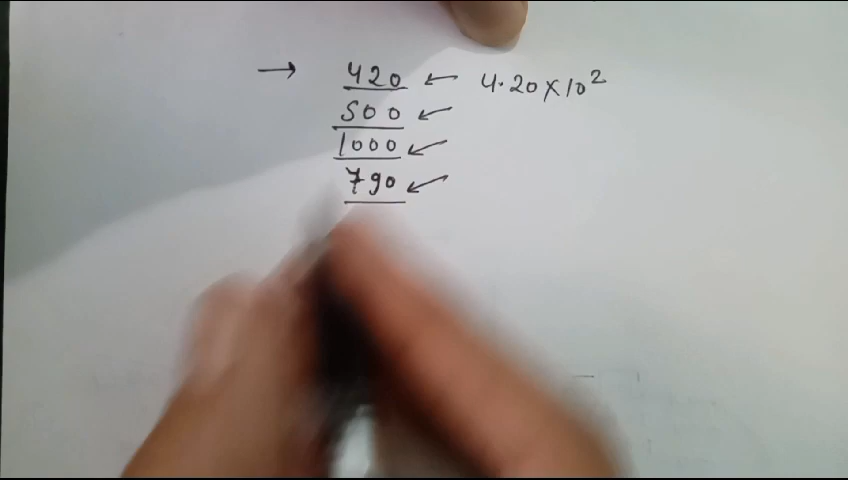 → 420 ← 4.20×10²
500 ←
1000 ←
790 ←